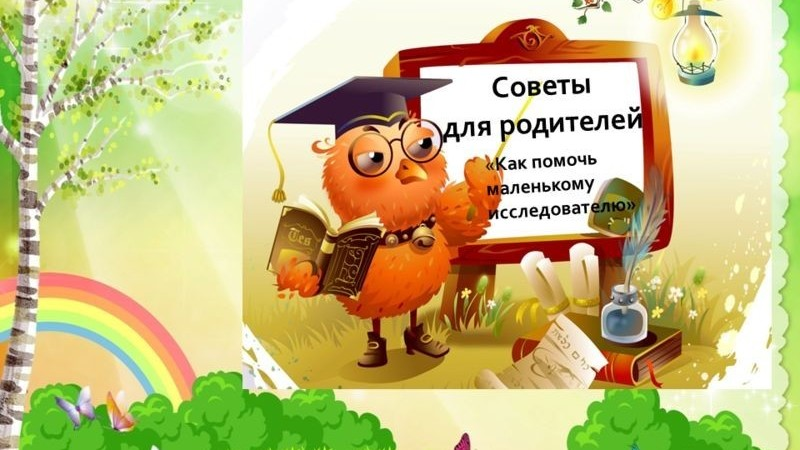 Советы
для родителей
«Как помочь
маленькому
исследователю»